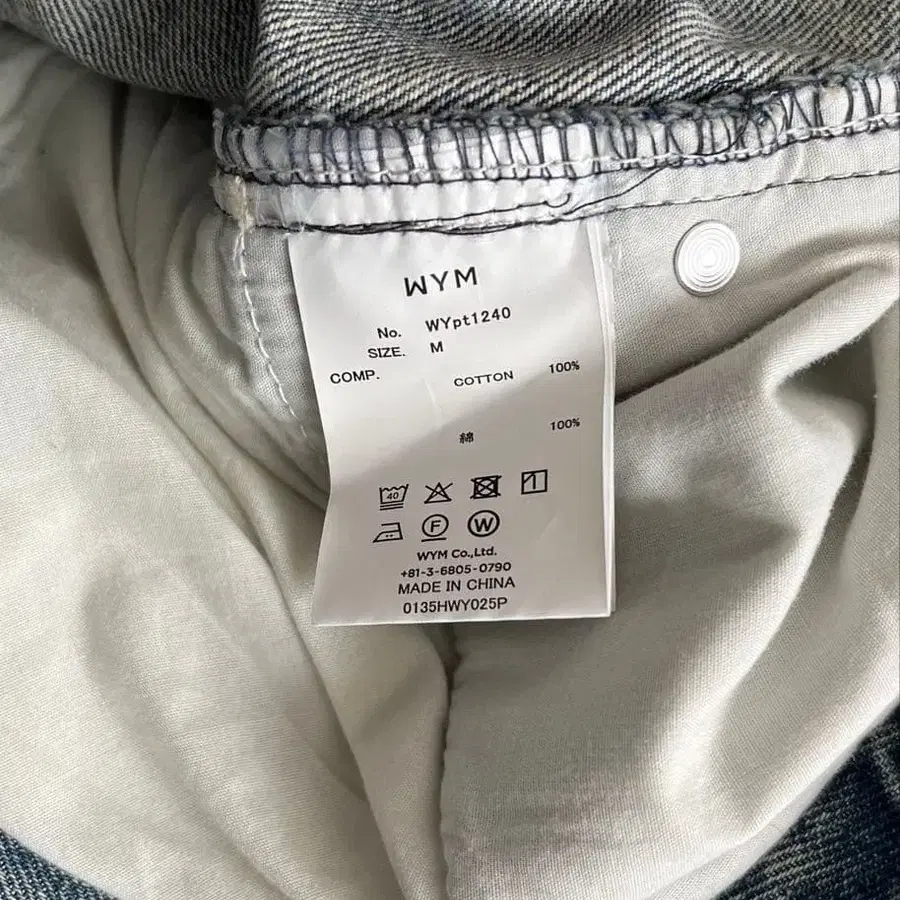 WYM
No. WYpt1240
SIZE. M
COMP. COTTON 100%
綿 100%
40
F W
WYM Co.,Ltd.
+81-3-6805-0790
MADE IN CHINA
0135HWY025P